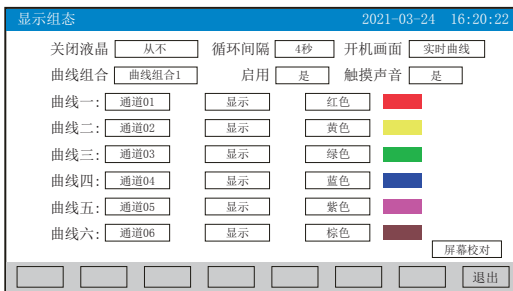 显示组态 2021-03-24 16:20:22
关闭液晶 从不 循环间隔 4秒 开机画面 实时曲线
曲线组合 曲线组合1 启用 是 触摸声音 是
曲线一: 通道01 显示 红色
曲线二: 通道02 显示 黄色
曲线三: 通道03 显示 绿色
曲线四: 通道04 显示 蓝色
曲线五: 通道05 显示 紫色
曲线六: 通道06 显示 棕色
屏幕校对
退出